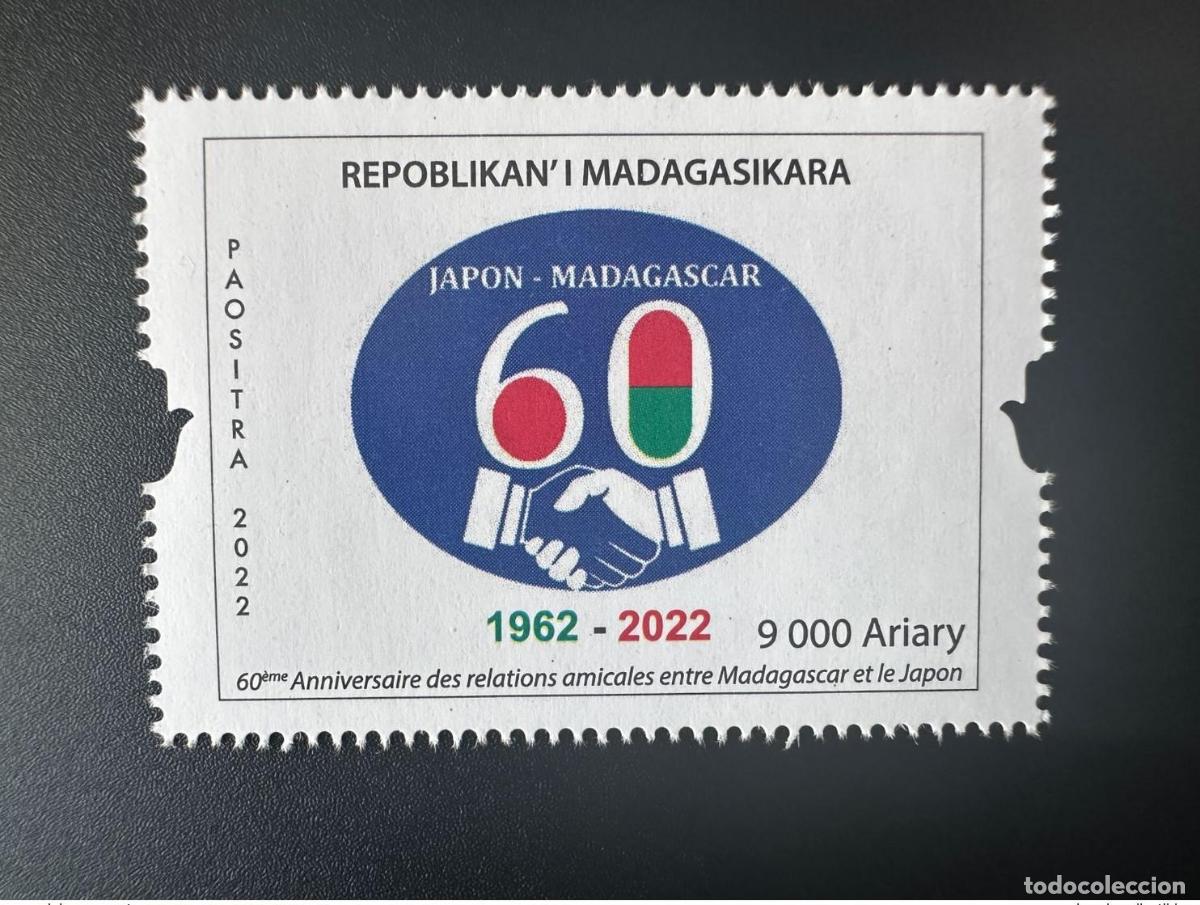 REPOBLIKAN' I MADAGASIKARA
PAOSITRA 2022
JAPON - MADAGASCAR
60
1962 - 2022
9 000 Ariary
60ème Anniversaire des relations amicales entre Madagascar et le Japon
todocoleccion